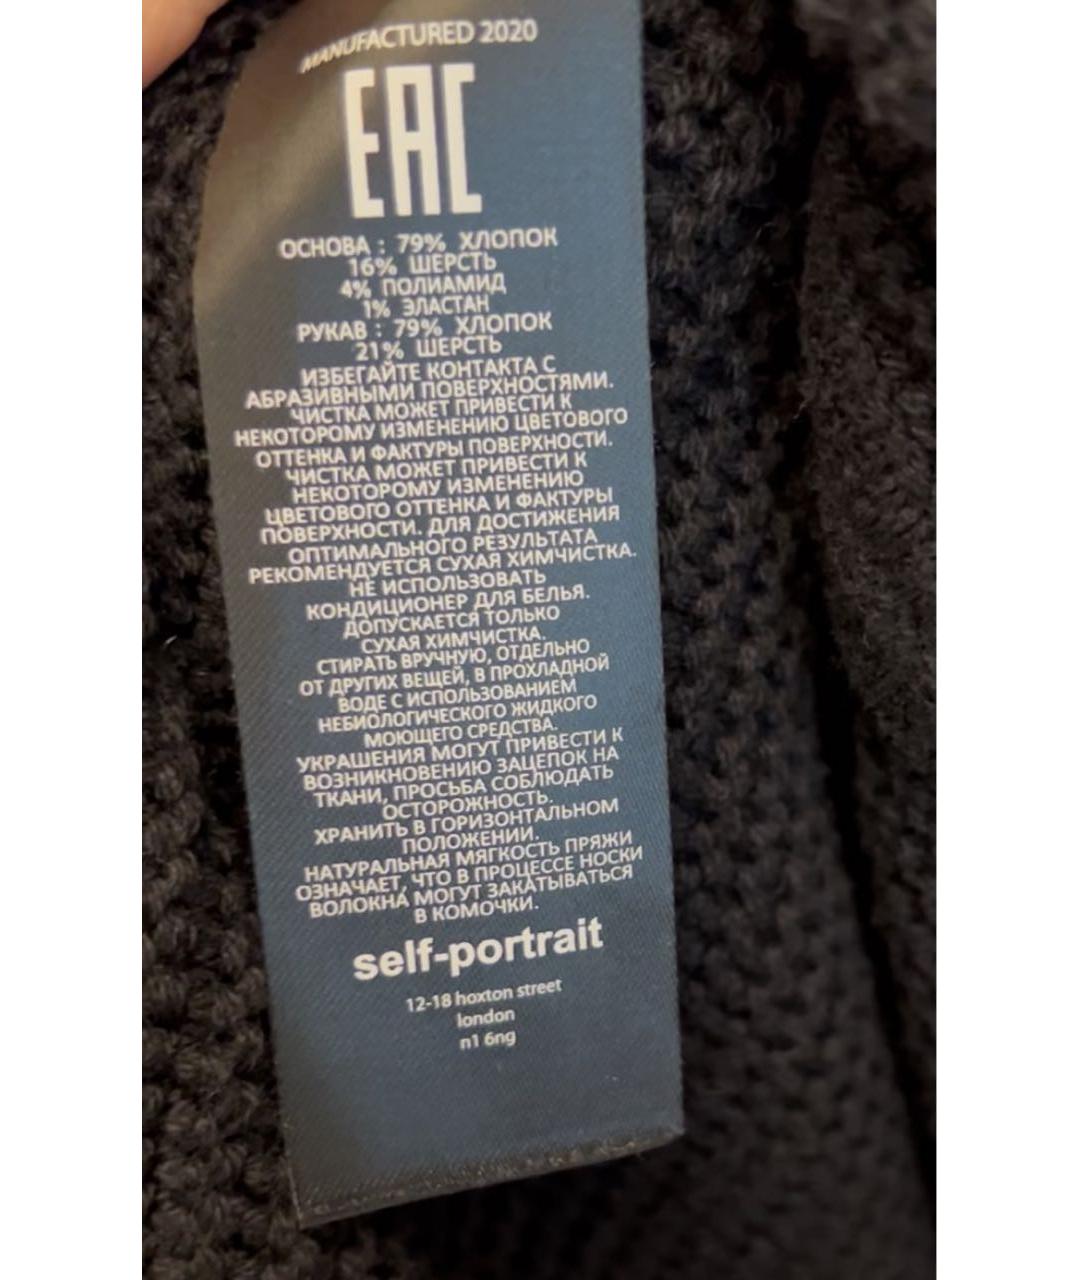 MANUFACTURED 2020
EAC
ОСНОВА : 79% ХЛОПОК
16% ШЕРСТЬ
4% ПОЛИАМИД
1% ЭЛАСТАН
РУКАВ : 79% ХЛОПОК
21% ШЕРСТЬ
ИЗБЕГАЙТЕ КОНТАКТА С
АБРАЗИВНЫМИ ПОВЕРХНОСТЯМИ.
ЧИСТКА МОЖЕТ ПРИВЕСТИ К
НЕКОТОРОМУ ИЗМЕНЕНИЮ ЦВЕТОВОГО
ОТТЕНКА И ФАКТУРЫ ПОВЕРХНОСТИ.
ЧИСТКА МОЖЕТ ПРИВЕСТИ К
НЕКОТОРОМУ ИЗМЕНЕНИЮ
ЦВЕТОВОГО ОТТЕНКА И ФАКТУРЫ
ПОВЕРХНОСТИ. ДЛЯ ДОСТИЖЕНИЯ
ОПТИМАЛЬНОГО РЕЗУЛЬТАТА
РЕКОМЕНДУЕТСЯ СУХАЯ ХИМЧИСТКА.
НЕ ИСПОЛЬЗОВАТЬ
КОНДИЦИОНЕР ДЛЯ БЕЛЬЯ.
ДОПУСКАЕТСЯ ТОЛЬКО
СУХАЯ ХИМЧИСТКА.
СТИРАТЬ ВРУЧНУЮ, ОТДЕЛЬНО
ОТ ДРУГИХ ВЕЩЕЙ, В ПРОХЛАДНОЙ
ВОДЕ С ИСПОЛЬЗОВАНИЕМ
НЕБИОЛОГИЧЕСКОГО ЖИДКОГО
МОЮЩЕГО СРЕДСТВА.
УКРАШЕНИЯ МОГУТ ПРИВЕСТИ К
ВОЗНИКНОВЕНИЮ ЗАЦЕПОК НА
ТКАНИ, ПРОСЬБА СОБЛЮДАТЬ
ОСТОРОЖНОСТЬ.
ХРАНИТЬ В ГОРИЗОНТАЛЬНОМ
ПОЛОЖЕНИИ.
НАТУРАЛЬНАЯ МЯГКОСТЬ ПРЯЖИ
ОЗНАЧАЕТ, ЧТО В ПРОЦЕССЕ НОСКИ
ВОЛОКНА МОГУТ ЗАКАТЫВАТЬСЯ
В КОМОЧКИ.
self-portrait
12-18 hoxton street
london
n1 6ng